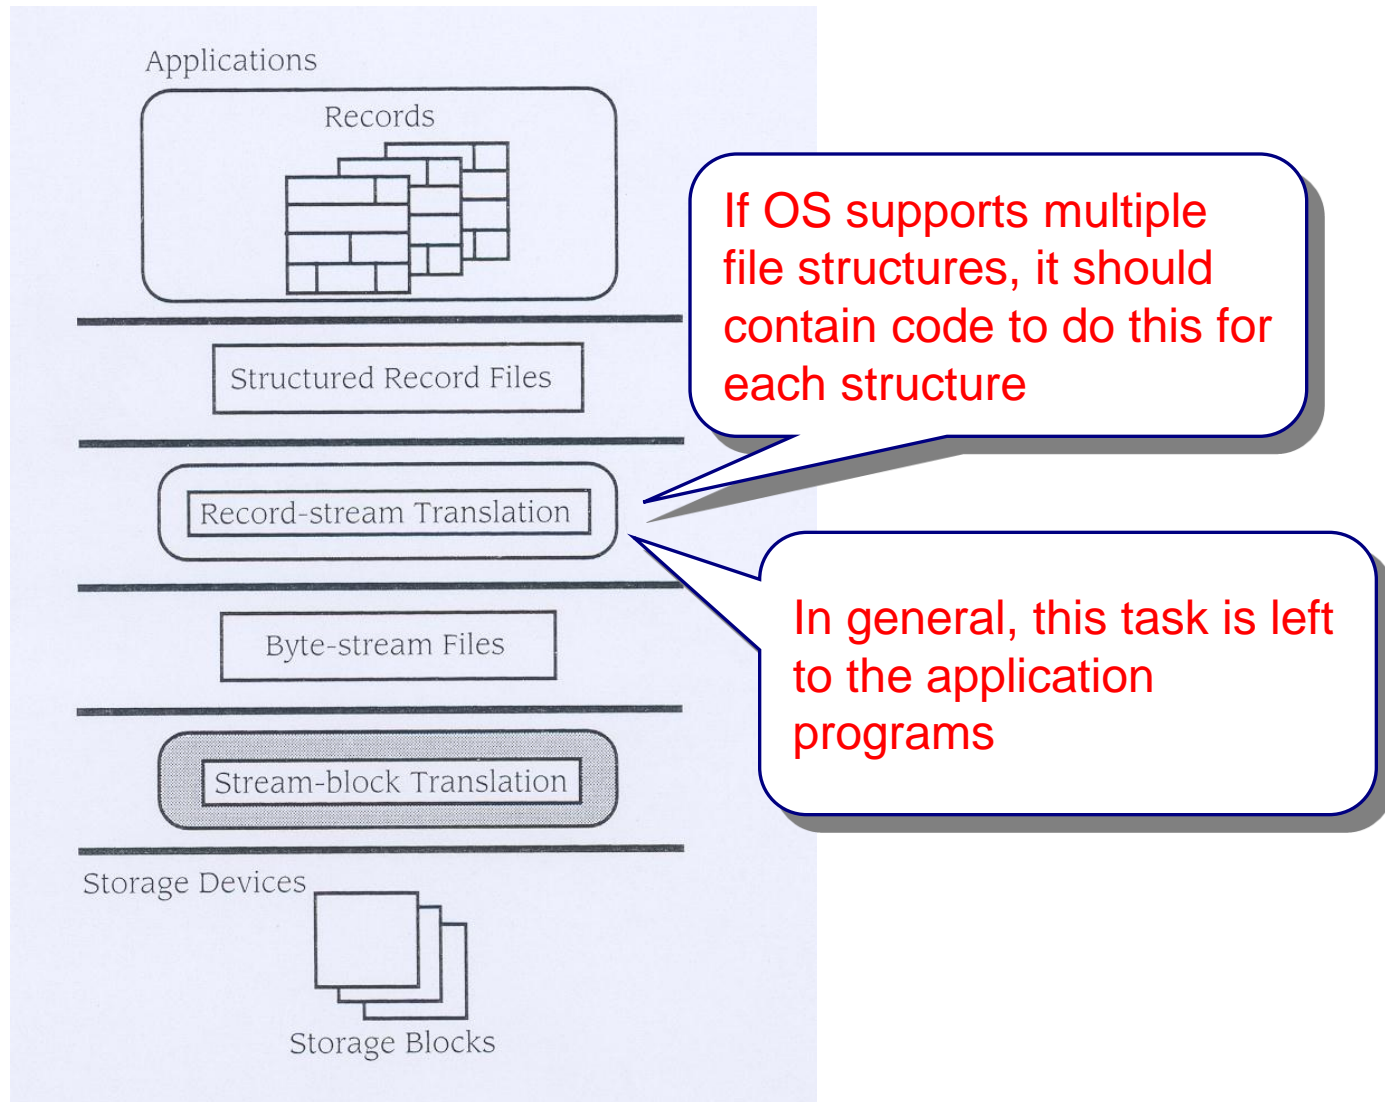 Applications
Records
Structured Record Files
Record-stream Translation
Byte-stream Files
Stream-block Translation
Storage Devices
Storage Blocks
If OS supports multiple
file structures, it should
contain code to do this for
each structure
In general, this task is left
to the application
programs